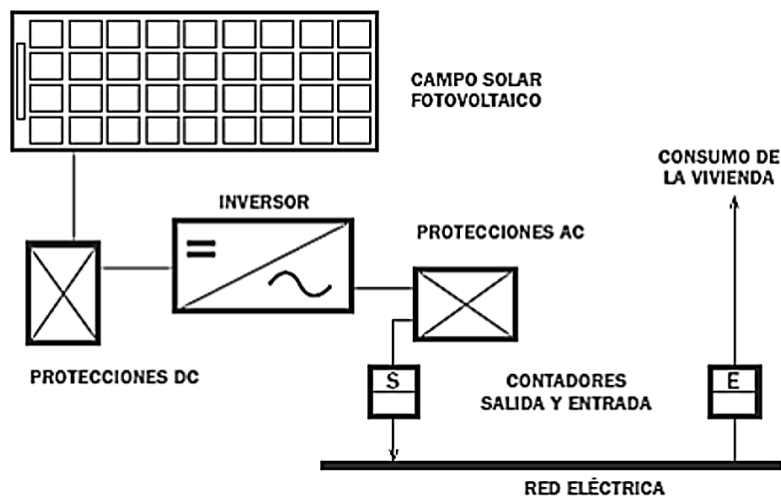 CAMPO SOLAR
FOTOVOLTAICO
CONSUMO DE
LA VIVIENDA
INVERSOR
PROTECCIONES AC
PROTECCIONES DC
S
CONTADORES
SALIDA Y ENTRADA
E
RED ELÉCTRICA